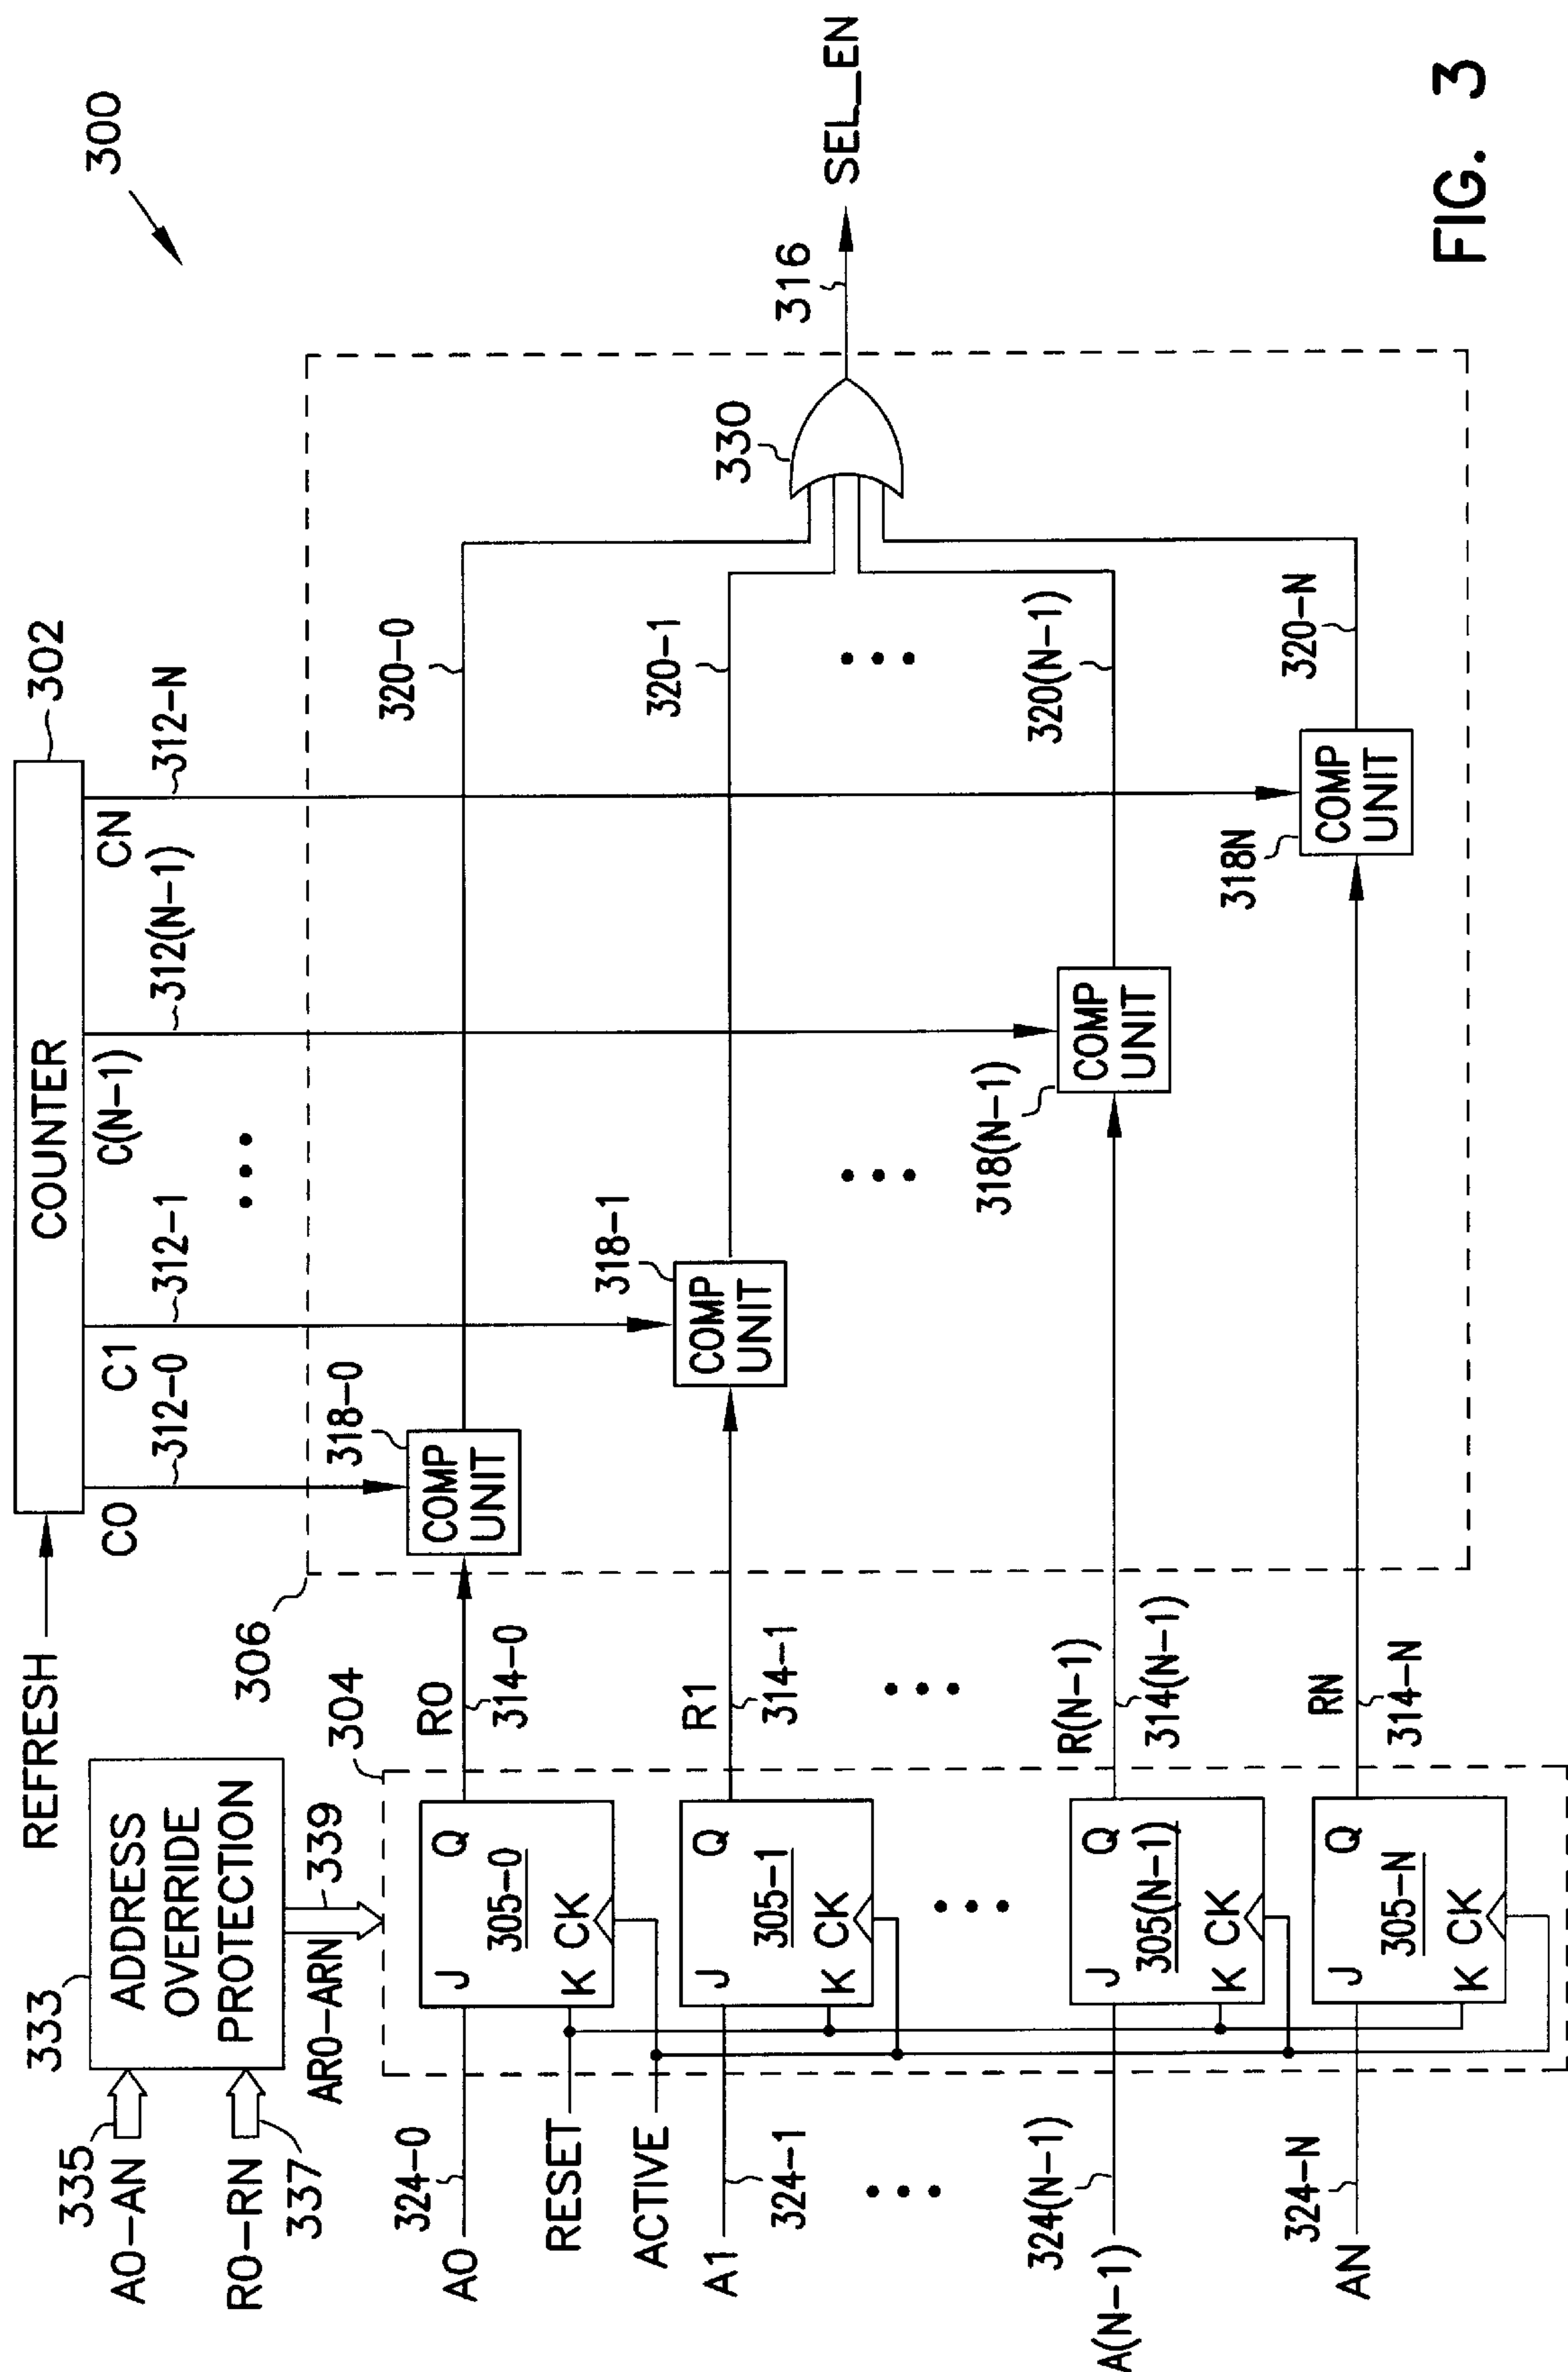 300
REFRESH
COUNTER
302
C0
312-0
C1
312-1
C(N-1)
312(N-1)
CN
312-N
333
ADDRESS
OVERRIDE
PROTECTION
335
A0-AN
R0-RN
337
AR0-ARN
339
304
306
A0
324-0
J
Q
305-0
K
CK
R0
314-0
318-0
COMP
UNIT
320-0
RESET
ACTIVE
A1
324-1
J
Q
305-1
K
CK
R1
314-1
318-1
COMP
UNIT
320-1
330
316
SEL_EN
A(N-1)
324(N-1)
J
Q
305(N-1)
K
CK
R(N-1)
314(N-1)
318(N-1)
COMP
UNIT
320(N-1)
AN
324-N
J
Q
305-N
K
CK
RN
314-N
318N
COMP
UNIT
320-N
FIG. 3